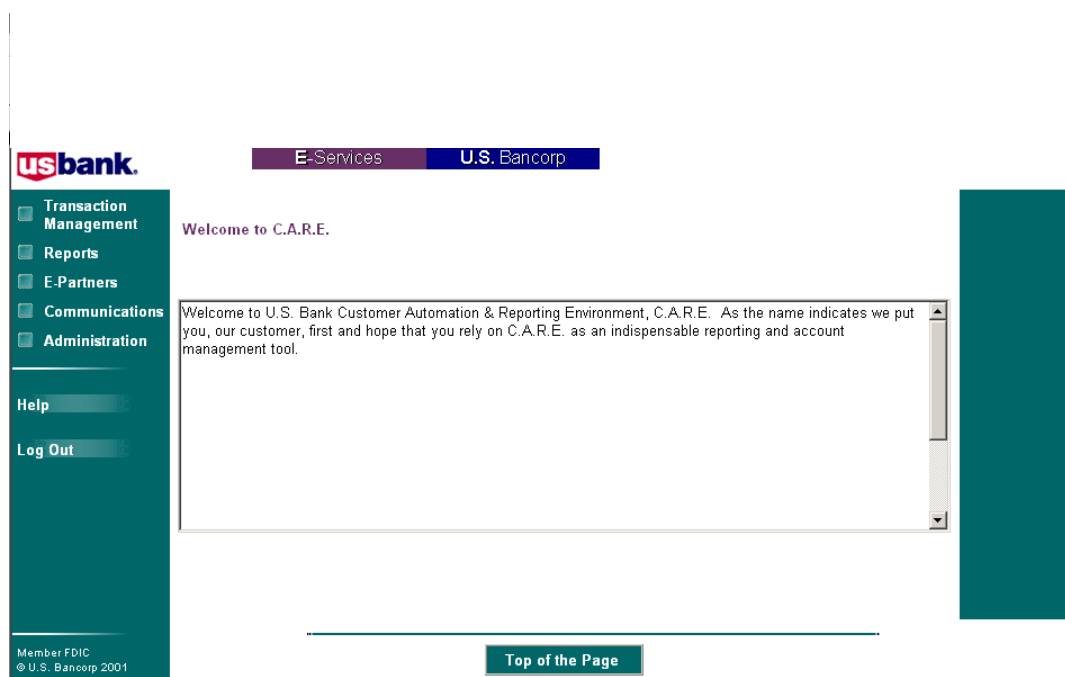 usbank.
E-Services U.S. Bancorp
Transaction
Management
Reports
E-Partners
Communications
Administration
Help
Log Out
Member FDIC
© U.S. Bancorp 2001
Welcome to C.A.R.E.
Welcome to U.S. Bank Customer Automation & Reporting Environment, C.A.R.E. As the name indicates we put
you, our customer, first and hope that you rely on C.A.R.E. as an indispensable reporting and account
management tool.
Top of the Page